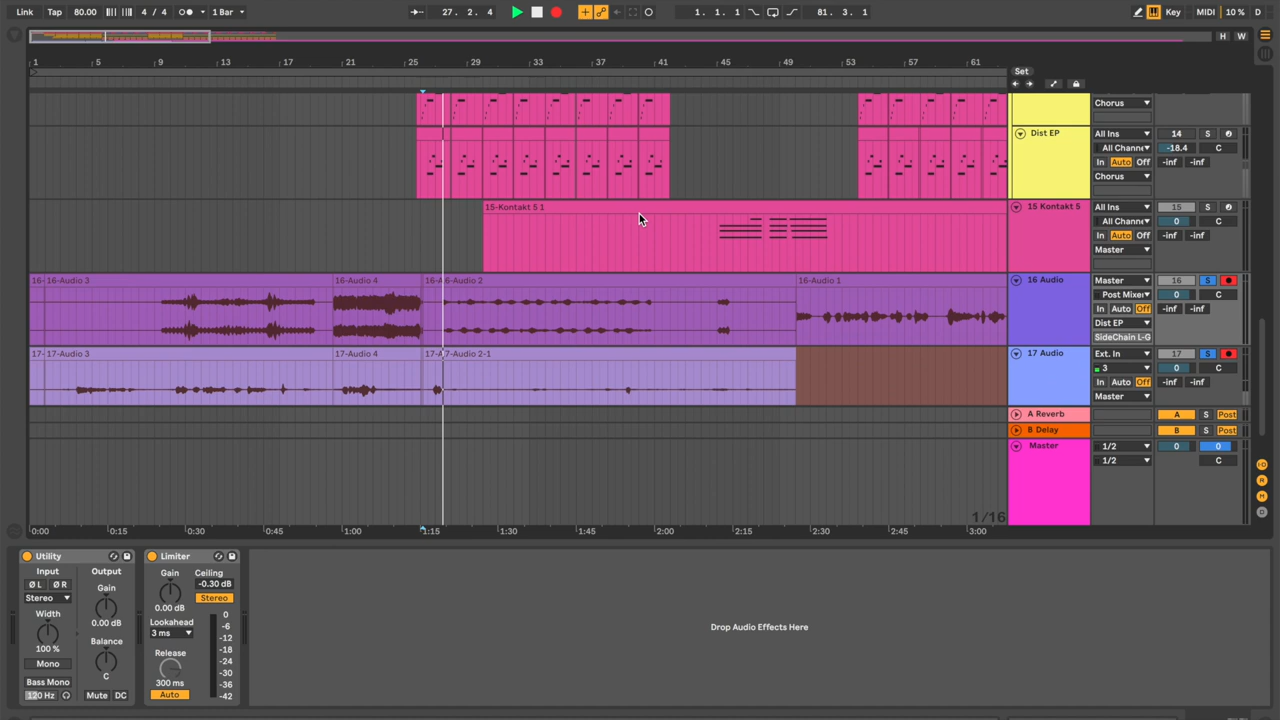 Link Tap 80.00 4 / 4 1 Bar 27. 2. 4 1. 1. 1 81. 3. 1 Key MIDI 10 % D
H W
1 5 9 13 17 21 25 29 33 37 41 45 49 53 57 61
Set
Chorus
Dist EP All Ins 14 S
All Channe -18.4 C
In Auto Off -inf -inf
Chorus
15-Kontakt 5 1 15 Kontakt 5 All Ins 15 S
All Channe 0 C
In Auto Off -inf -inf
Master
16- 16-Audio 3 16-Audio 4 16-A 6-Audio 2 16-Audio 1 16 Audio Master 16 S
Post Mixer 0 C
In Auto Off -inf -inf
Dist EP
SideChain L-G
17- 17-Audio 3 17-Audio 4 17-A 7-Audio 2-1 17 Audio Ext. In 17 S
3 0 C
In Auto Off -inf -inf
Master
A Reverb A S Post
B Delay B S Post
Master 1/2 0 0
1/2 C
1/16
0:00 0:15 0:30 0:45 1:00 1:15 1:30 1:45 2:00 2:15 2:30 2:45 3:00
I-O
R
M
D
Utility
Input Output
Ø L Ø R
Stereo
Gain
0.00 dB
Width
100 %
Balance
C
Mono
Bass Mono
120 Hz Mute DC
Limiter
Gain Ceiling
-0.30 dB
Stereo
0.00 dB
Lookahead
3 ms
Release
300 ms
Auto
0
-6
-12
-18
-24
-30
-36
-42
Drop Audio Effects Here